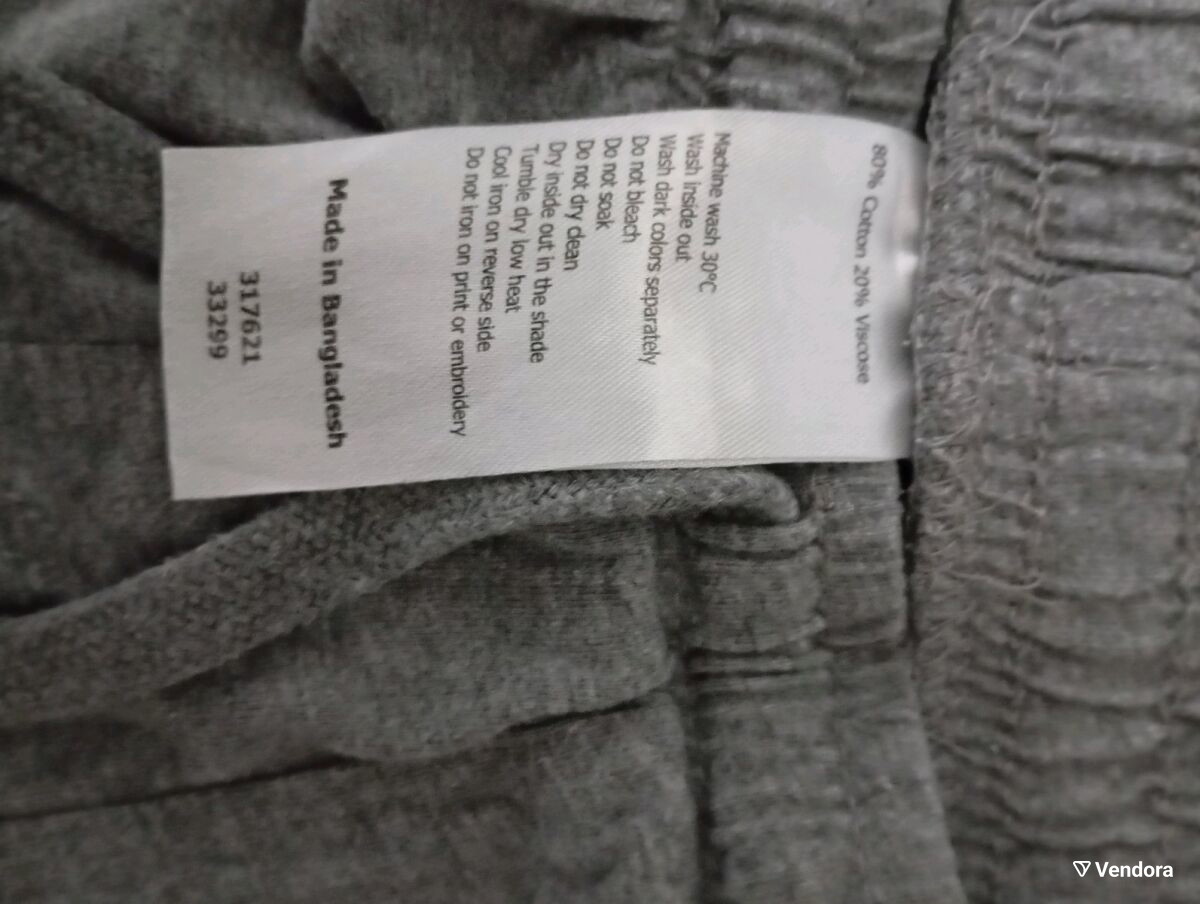 80% Cotton 20% Viscose
Machine wash 30°C
Wash inside out
Wash dark colors separately
Do not bleach
Do not soak
Do not dry clean
Dry inside out in the shade
Tumble dry low heat
Cool iron on reverse side
Do not iron on print or embroidery
Made in Bangladesh
317621
33299
Vendora